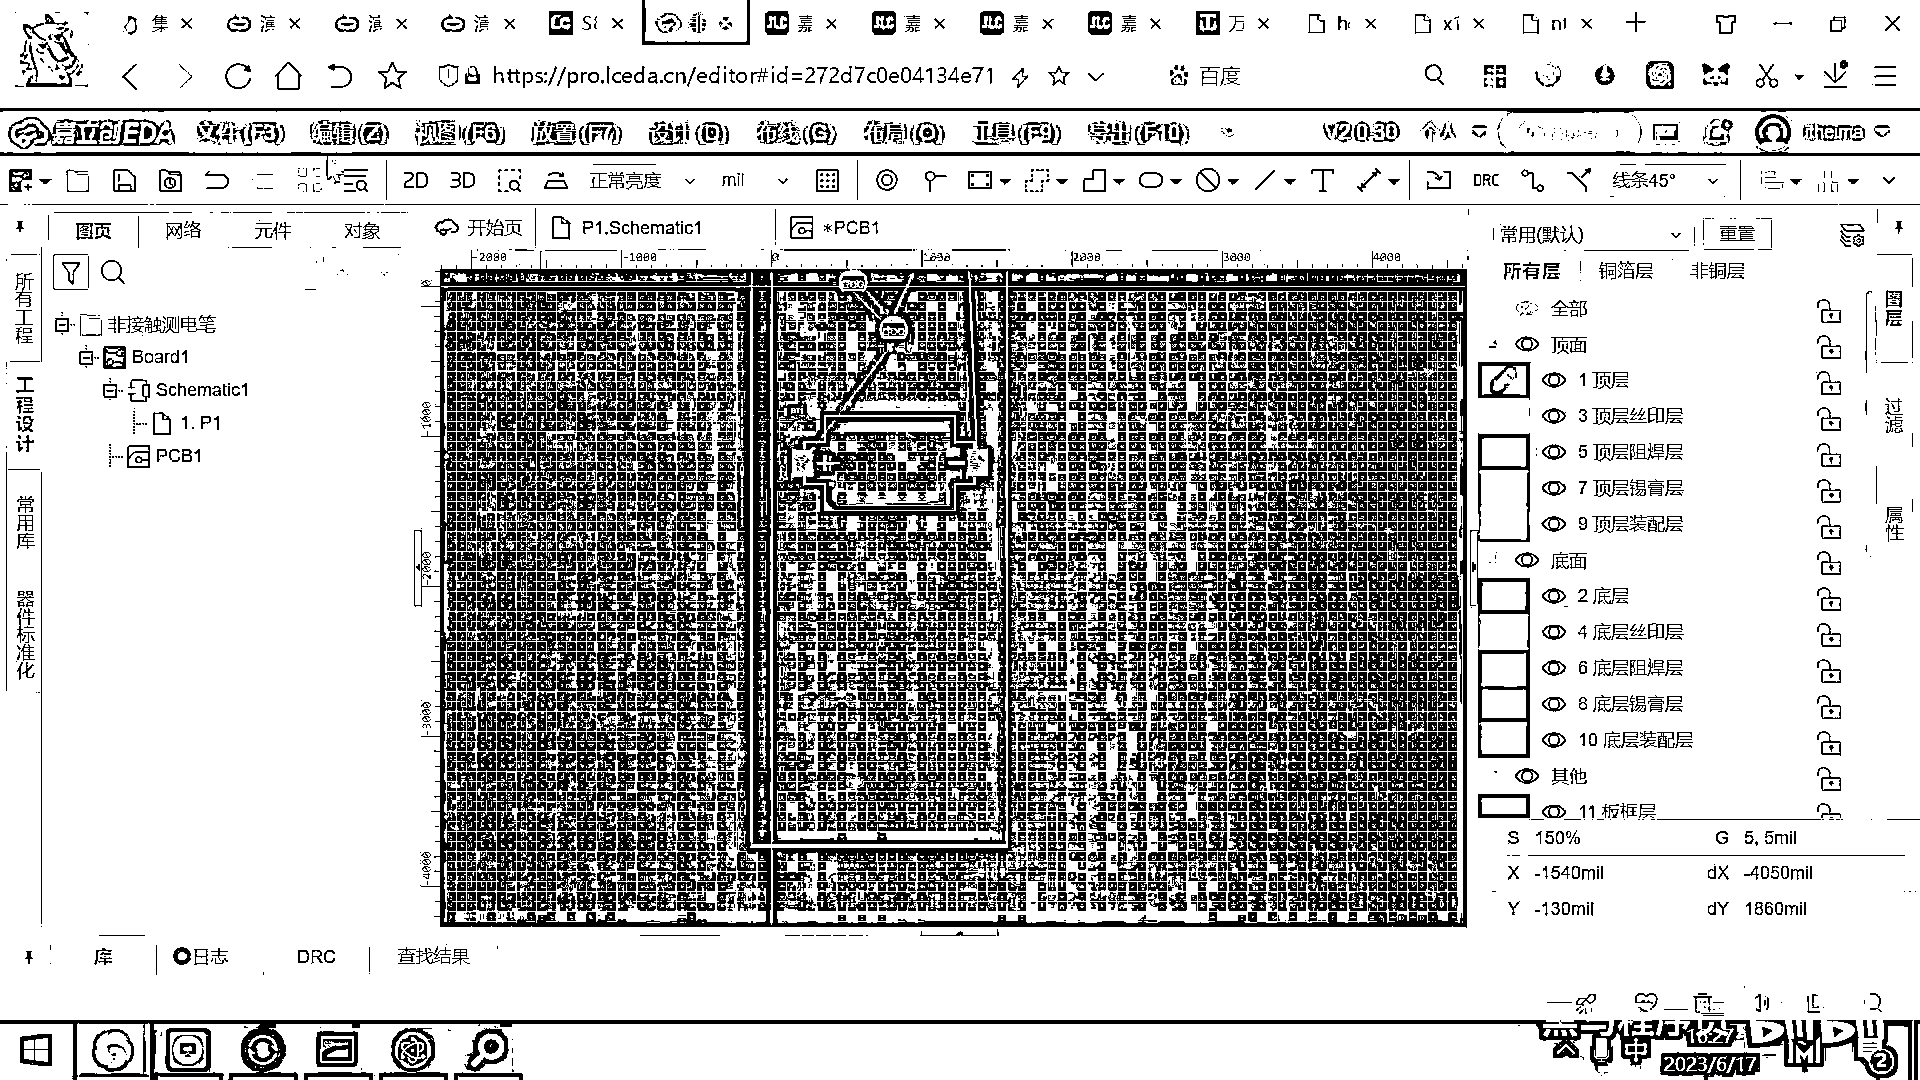 集 滨 滨 滨 S 非 嘉 嘉 嘉 嘉 万 h x1 n
https://pro.lceda.cn/editor#id=272d7c0e04134e71 百度
嘉立创EDA 文件(F3) 编辑(Z) 视图(F6) 放置(F7) 设计(D) 布线(G) 布局(O) 工具(F9) 导出(F10) V2.0.30 个人 ithema
2D 3D 正常亮度 mil DRC 线条45°
图页 网络 元件 对象
开始页 P1.Schematic1 *PCB1
常用(默认) 重置
所有层 铜箔层 非铜层
-2000 -1000 0 1000 2000 3000 4000
-1000
-2000
-3000
-4000
所有工程
工程设计
常用库
器件标准化
非接触测电笔
Board1
Schematic1
1. P1
PCB1
全部
顶面
1 顶层
3 顶层丝印层
5 顶层阻焊层
7 顶层锡膏层
9 顶层装配层
底面
2 底层
4 底层丝印层
6 底层阻焊层
8 底层锡膏层
10 底层装配层
其他
11 板框层
图层
过滤
属性
S 150% G 5, 5mil
X -1540mil dX -4050mil
Y -130mil dY 1860mil
库 日志 DRC 查找结果
中 16:27
2023/6/17 2